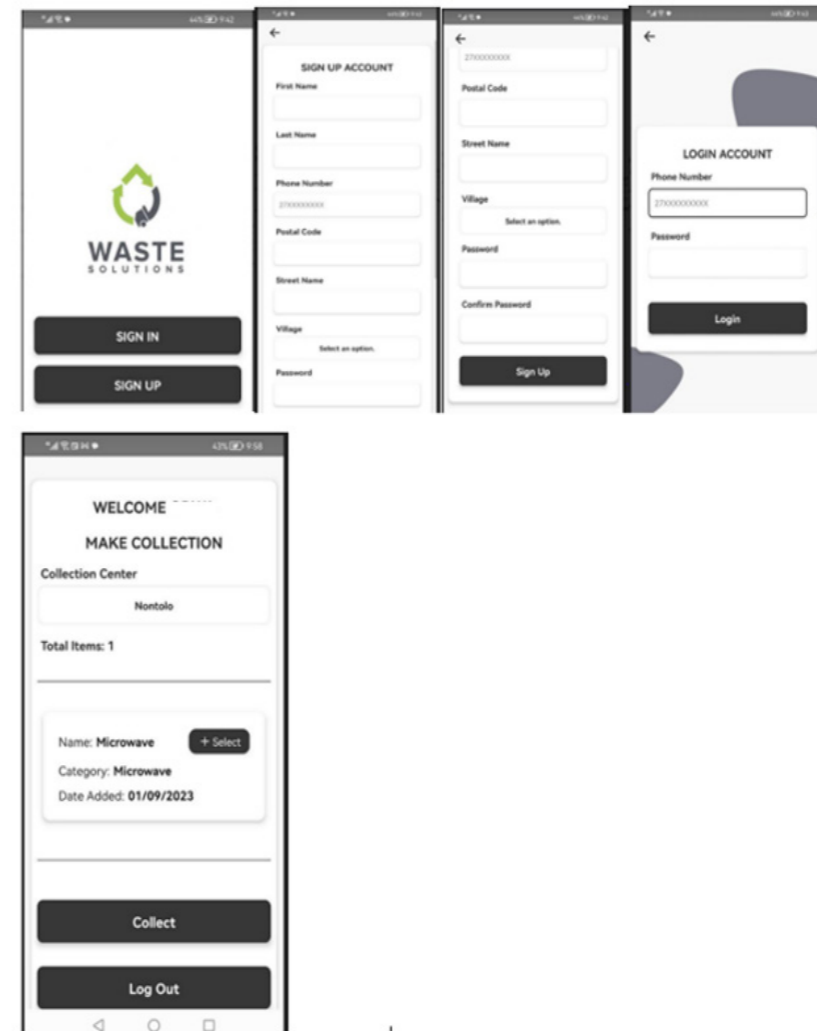 WASTE
SOLUTIONS
SIGN IN
SIGN UP
SIGN UP ACCOUNT
First Name
Last Name
Phone Number
27XXXXXXXXX
Postal Code
Street Name
Village
Select an option.
Password
27XXXXXXXXX
Postal Code
Street Name
Village
Select an option.
Password
Confirm Password
Sign Up
LOGIN ACCOUNT
Phone Number
27XXXXXXXXX
Password
Login
43% 9:58
WELCOME
MAKE COLLECTION
Collection Center
Nontolo
Total Items: 1
Name: Microwave
+ Select
Category: Microwave
Date Added: 01/09/2023
Collect
Log Out